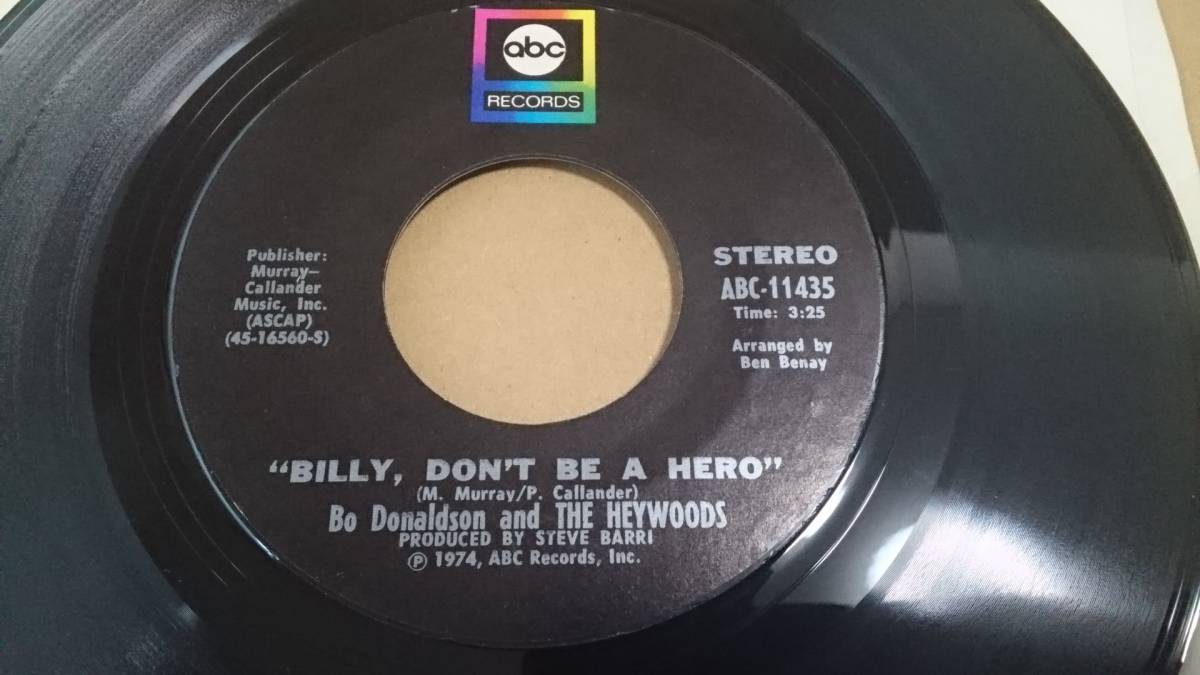 abc
RECORDS
Publisher:
Murray—
Callander
Music, Inc.
(ASCAP)
(45-16560-S)
STEREO
ABC-11435
Time: 3:25
Arranged by
Ben Benay
“BILLY, DON'T BE A HERO”
(M. Murray/P. Callander)
Bo Donaldson and THE HEYWOODS
PRODUCED BY STEVE BARRI
Ⓟ 1974, ABC Records, Inc.